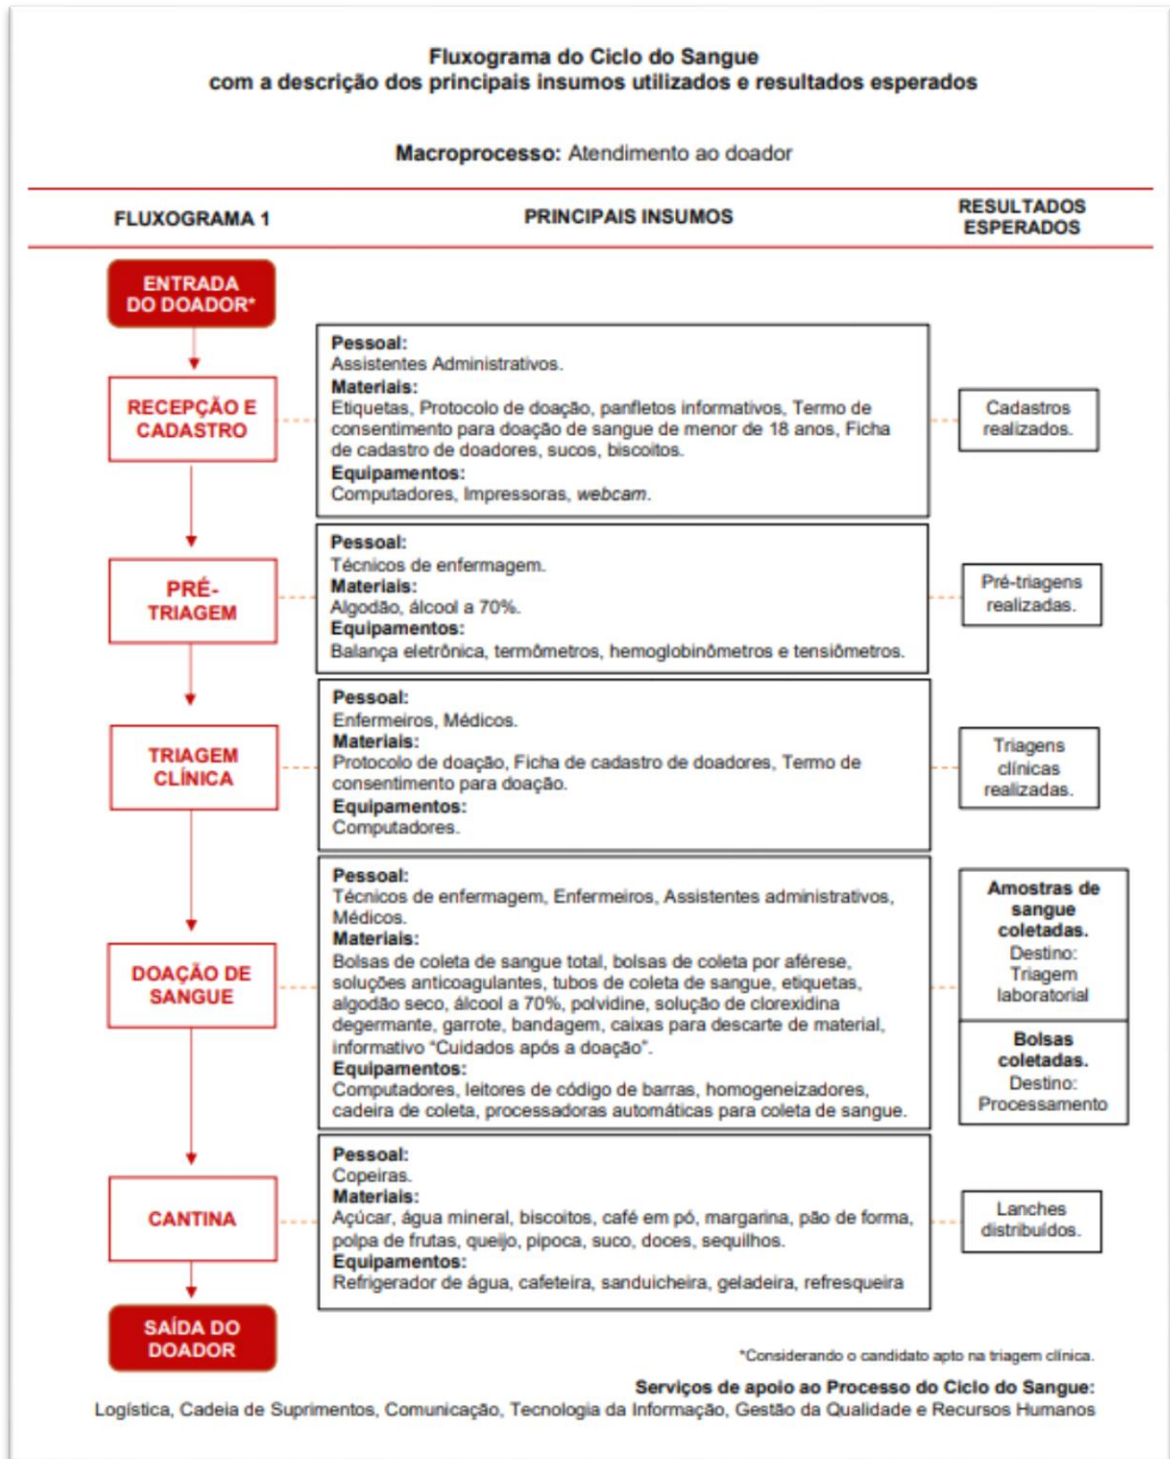 Fluxograma do Ciclo do Sangue
com a descrição dos principais insumos utilizados e resultados esperados
Macroprocesso: Atendimento ao doador
FLUXOGRAMA 1
PRINCIPAIS INSUMOS
RESULTADOS
ESPERADOS
ENTRADA
DO DOADOR*
RECEPÇÃO E
CADASTRO
Pessoal:
Assistentes Administrativos.
Materiais:
Etiquetas, Protocolo de doação, panfletos informativos, Termo de
consentimento para doação de sangue de menor de 18 anos, Ficha
de cadastro de doadores, sucos, biscoitos.
Equipamentos:
Computadores, Impressoras, webcam.
Cadastros
realizados.
PRÉ-
TRIAGEM
Pessoal:
Técnicos de enfermagem.
Materiais:
Algodão, álcool a 70%.
Equipamentos:
Balança eletrônica, termômetros, hemoglobinômetros e tensiômetros.
Pré-triagens
realizadas.
TRIAGEM
CLÍNICA
Pessoal:
Enfermeiros, Médicos.
Materiais:
Protocolo de doação, Ficha de cadastro de doadores, Termo de
consentimento para doação.
Equipamentos:
Computadores.
Triagens
clínicas
realizadas.
DOAÇÃO DE
SANGUE
Pessoal:
Técnicos de enfermagem, Enfermeiros, Assistentes administrativos,
Médicos.
Materiais:
Bolsas de coleta de sangue total, bolsas de coleta por aférese,
soluções anticoagulantes, tubos de coleta de sangue, etiquetas,
algodão seco, álcool a 70%, polvidine, solução de clorexidina
degermante, garrote, bandagem, caixas para descarte de material,
informativo “Cuidados após a doação”.
Equipamentos:
Computadores, leitores de código de barras, homogeneizadores,
cadeira de coleta, processadoras automáticas para coleta de sangue.
Amostras de
sangue
coletadas.
Destino:
Triagem
laboratorial
Bolsas
coletadas.
Destino:
Processamento
CANTINA
Pessoal:
Copeiras.
Materiais:
Açúcar, água mineral, biscoitos, café em pó, margarina, pão de forma,
polpa de frutas, queijo, pipoca, suco, doces, sequilhos.
Equipamentos:
Refrigerador de água, cafeteira, sanduicheira, geladeira, refresqueira
Lanches
distribuídos.
SAÍDA DO
DOADOR
*Considerando o candidato apto na triagem clínica.
Serviços de apoio ao Processo do Ciclo do Sangue:
Logística, Cadeia de Suprimentos, Comunicação, Tecnologia da Informação, Gestão da Qualidade e Recursos Humanos